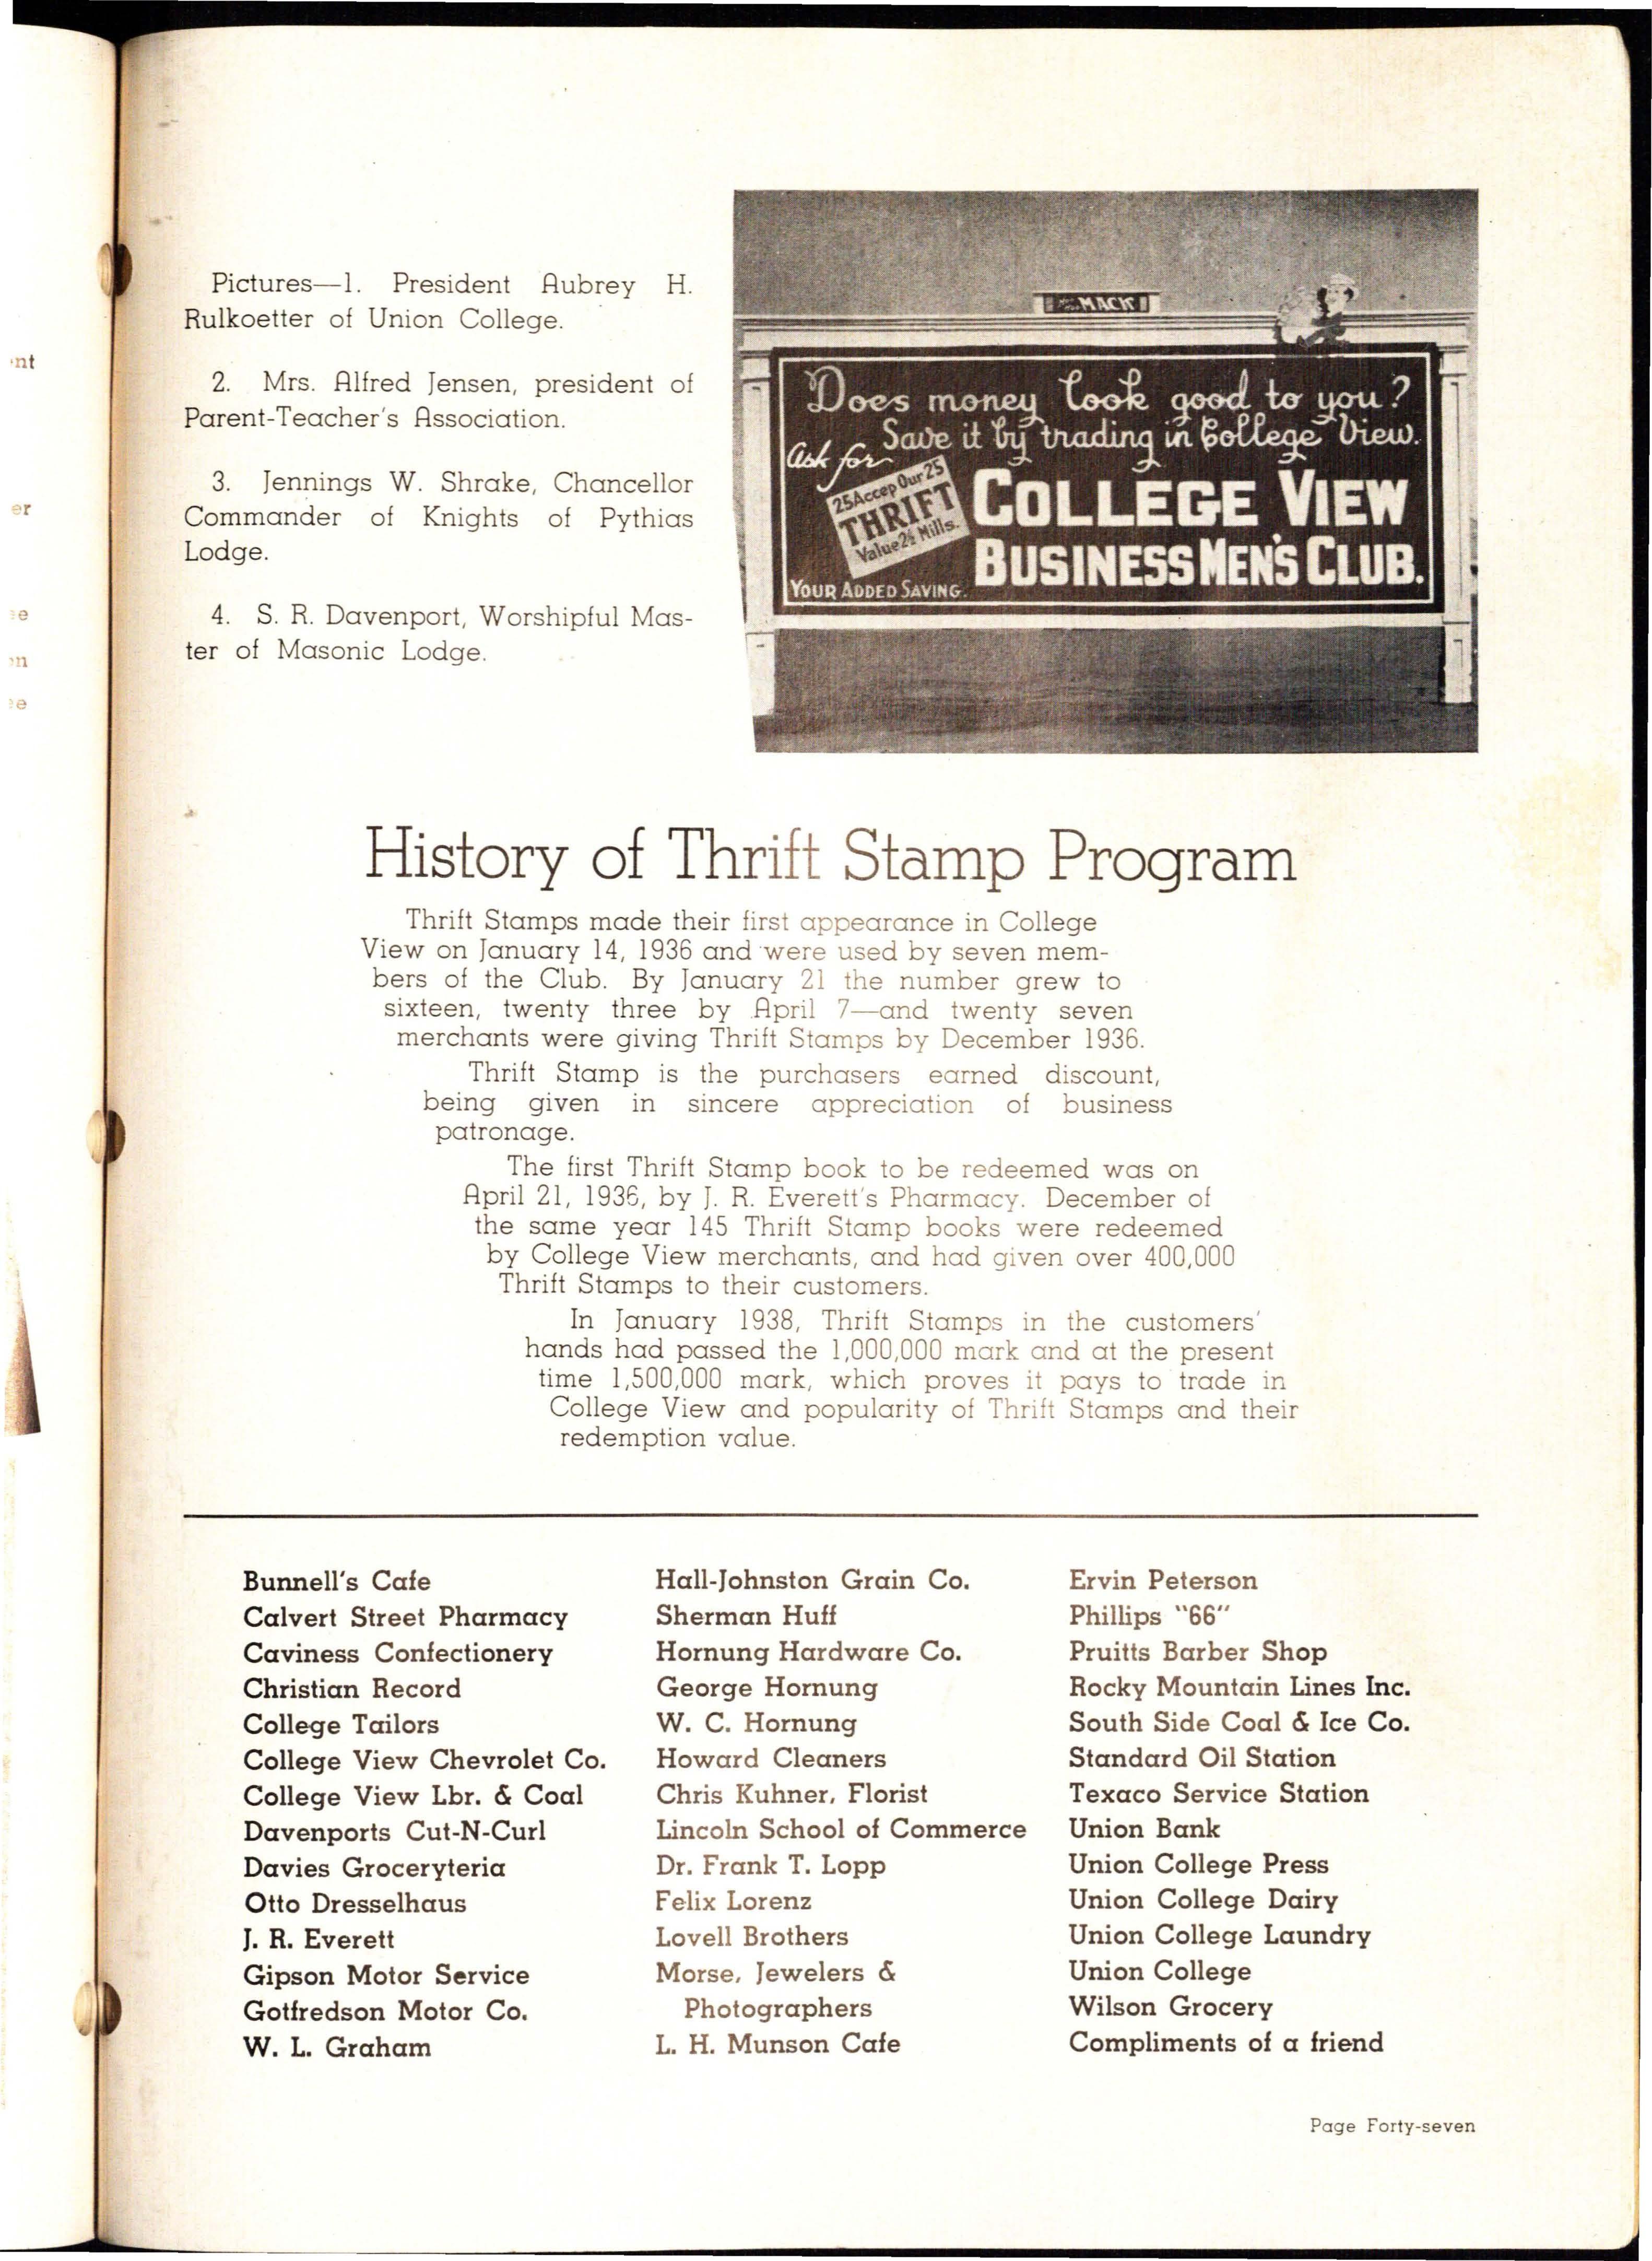 Pictures—1. President Aubrey H.
Rulkoetter of Union College.
2. Mrs. Alfred Jensen, president of
Parent-Teacher's Association.
3. Jennings W. Shrake, Chancellor
Commander of Knights of Pythias
Lodge.
4. S. R. Davenport, Worshipful Mas-
ter of Masonic Lodge.
MACK
Does money look good to you?
Save it by trading in College View.
Ask for
25 Accep Our 25
THRIFT
Value 2½ Mills.
COLLEGE VIEW
BUSINESS MEN'S CLUB.
YOUR ADDED SAVING.
History of Thrift Stamp Program
Thrift Stamps made their first appearance in College
View on January 14, 1936 and were used by seven mem-
bers of the Club. By January 21 the number grew to
sixteen, twenty three by April 7—and twenty seven
merchants were giving Thrift Stamps by December 1936.
Thrift Stamp is the purchasers earned discount,
being given in sincere appreciation of business
patronage.
The first Thrift Stamp book to be redeemed was on
April 21, 1936, by J. R. Everett's Pharmacy. December of
the same year 145 Thrift Stamp books were redeemed
by College View merchants, and had given over 400,000
Thrift Stamps to their customers.
In January 1938, Thrift Stamps in the customers'
hands had passed the 1,000,000 mark and at the present
time 1,500,000 mark, which proves it pays to trade in
College View and popularity of Thrift Stamps and their
redemption value.
Bunnell's Cafe
Calvert Street Pharmacy
Caviness Confectionery
Christian Record
College Tailors
College View Chevrolet Co.
College View Lbr. & Coal
Davenports Cut-N-Curl
Davies Groceryteria
Otto Dresselhaus
J. R. Everett
Gipson Motor Service
Gotfredson Motor Co.
W. L. Graham
Hall-Johnston Grain Co.
Sherman Huff
Hornung Hardware Co.
George Hornung
W. C. Hornung
Howard Cleaners
Chris Kuhner, Florist
Lincoln School of Commerce
Dr. Frank T. Lopp
Felix Lorenz
Lovell Brothers
Morse, Jewelers &
Photographers
L. H. Munson Cafe
Ervin Peterson
Phillips "66"
Pruitts Barber Shop
Rocky Mountain Lines Inc.
South Side Coal & Ice Co.
Standard Oil Station
Texaco Service Station
Union Bank
Union College Press
Union College Dairy
Union College Laundry
Union College
Wilson Grocery
Compliments of a friend
Page Forty-seven